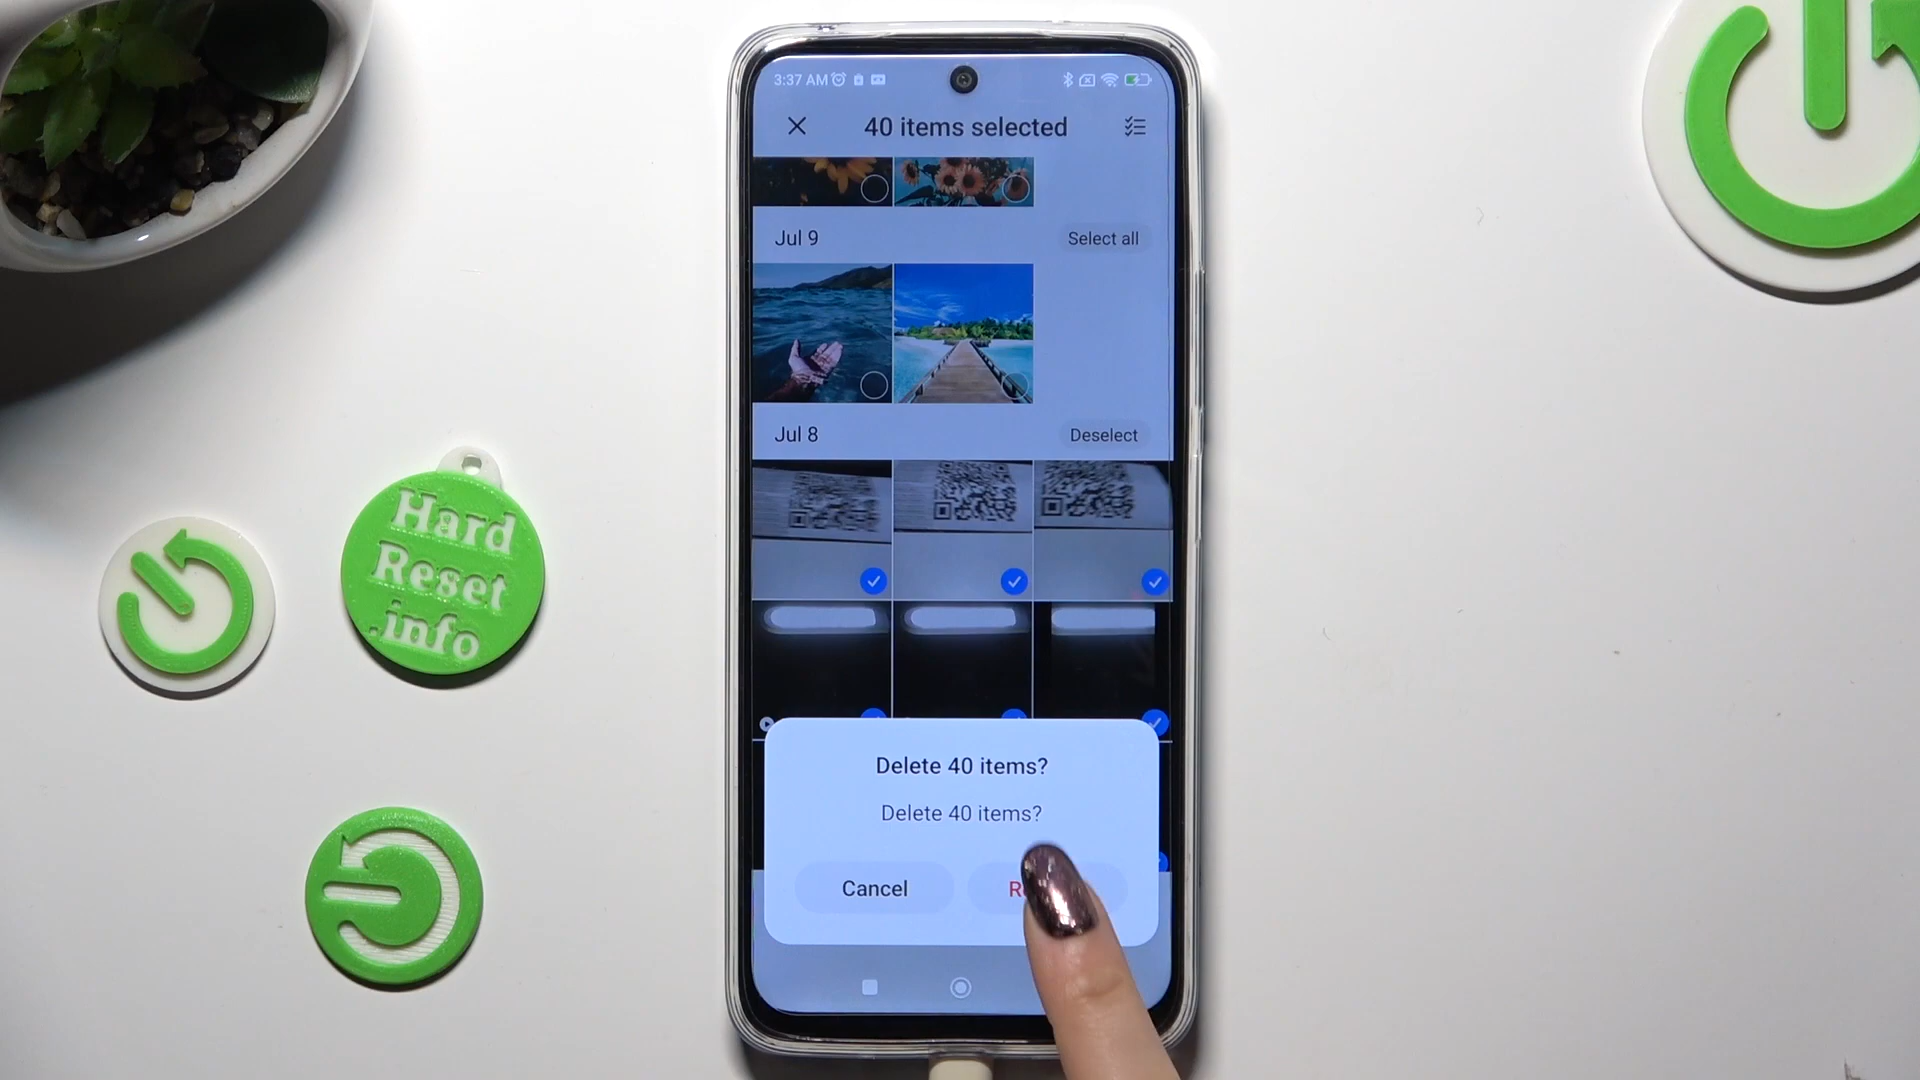 3:37 AM
40 items selected
Jul 9
Select all
Jul 8
Deselect
Hard
Reset
.info
Delete 40 items?
Delete 40 items?
Cancel